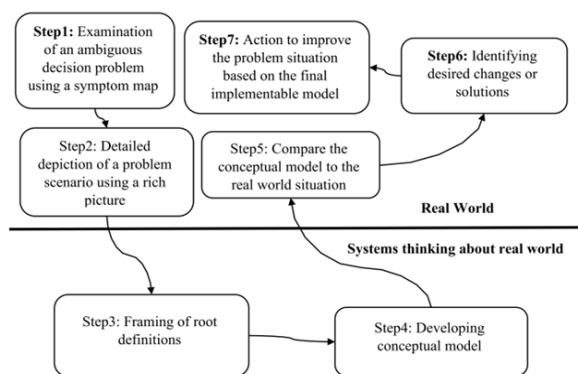 Step1: Examination
of an ambiguous
decision problem
using a symptom map
Step7: Action to improve
the problem situation
based on the final
implementable model
Step6: Identifying
desired changes or
solutions
Step2: Detailed
depiction of a problem
scenario using a rich
picture
Step5: Compare the
conceptual model to the
real world situation
Real World
Systems thinking about real world
Step3: Framing of root
definitions
Step4: Developing
conceptual model